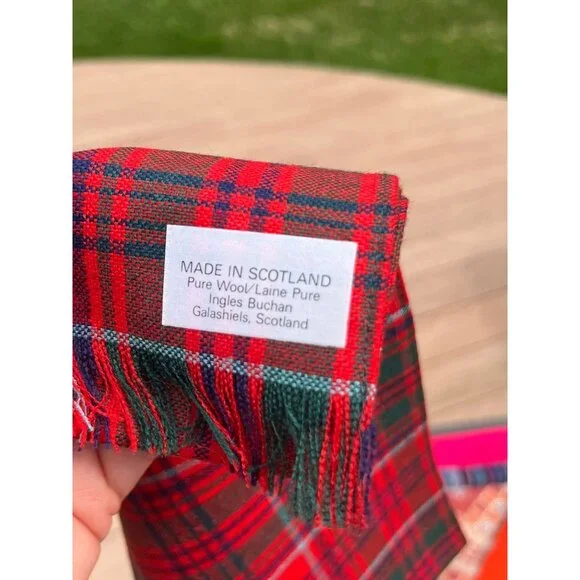 MADE IN SCOTLAND
Pure Wool/Laine Pure
Ingles Buchan
Galashiels, Scotland